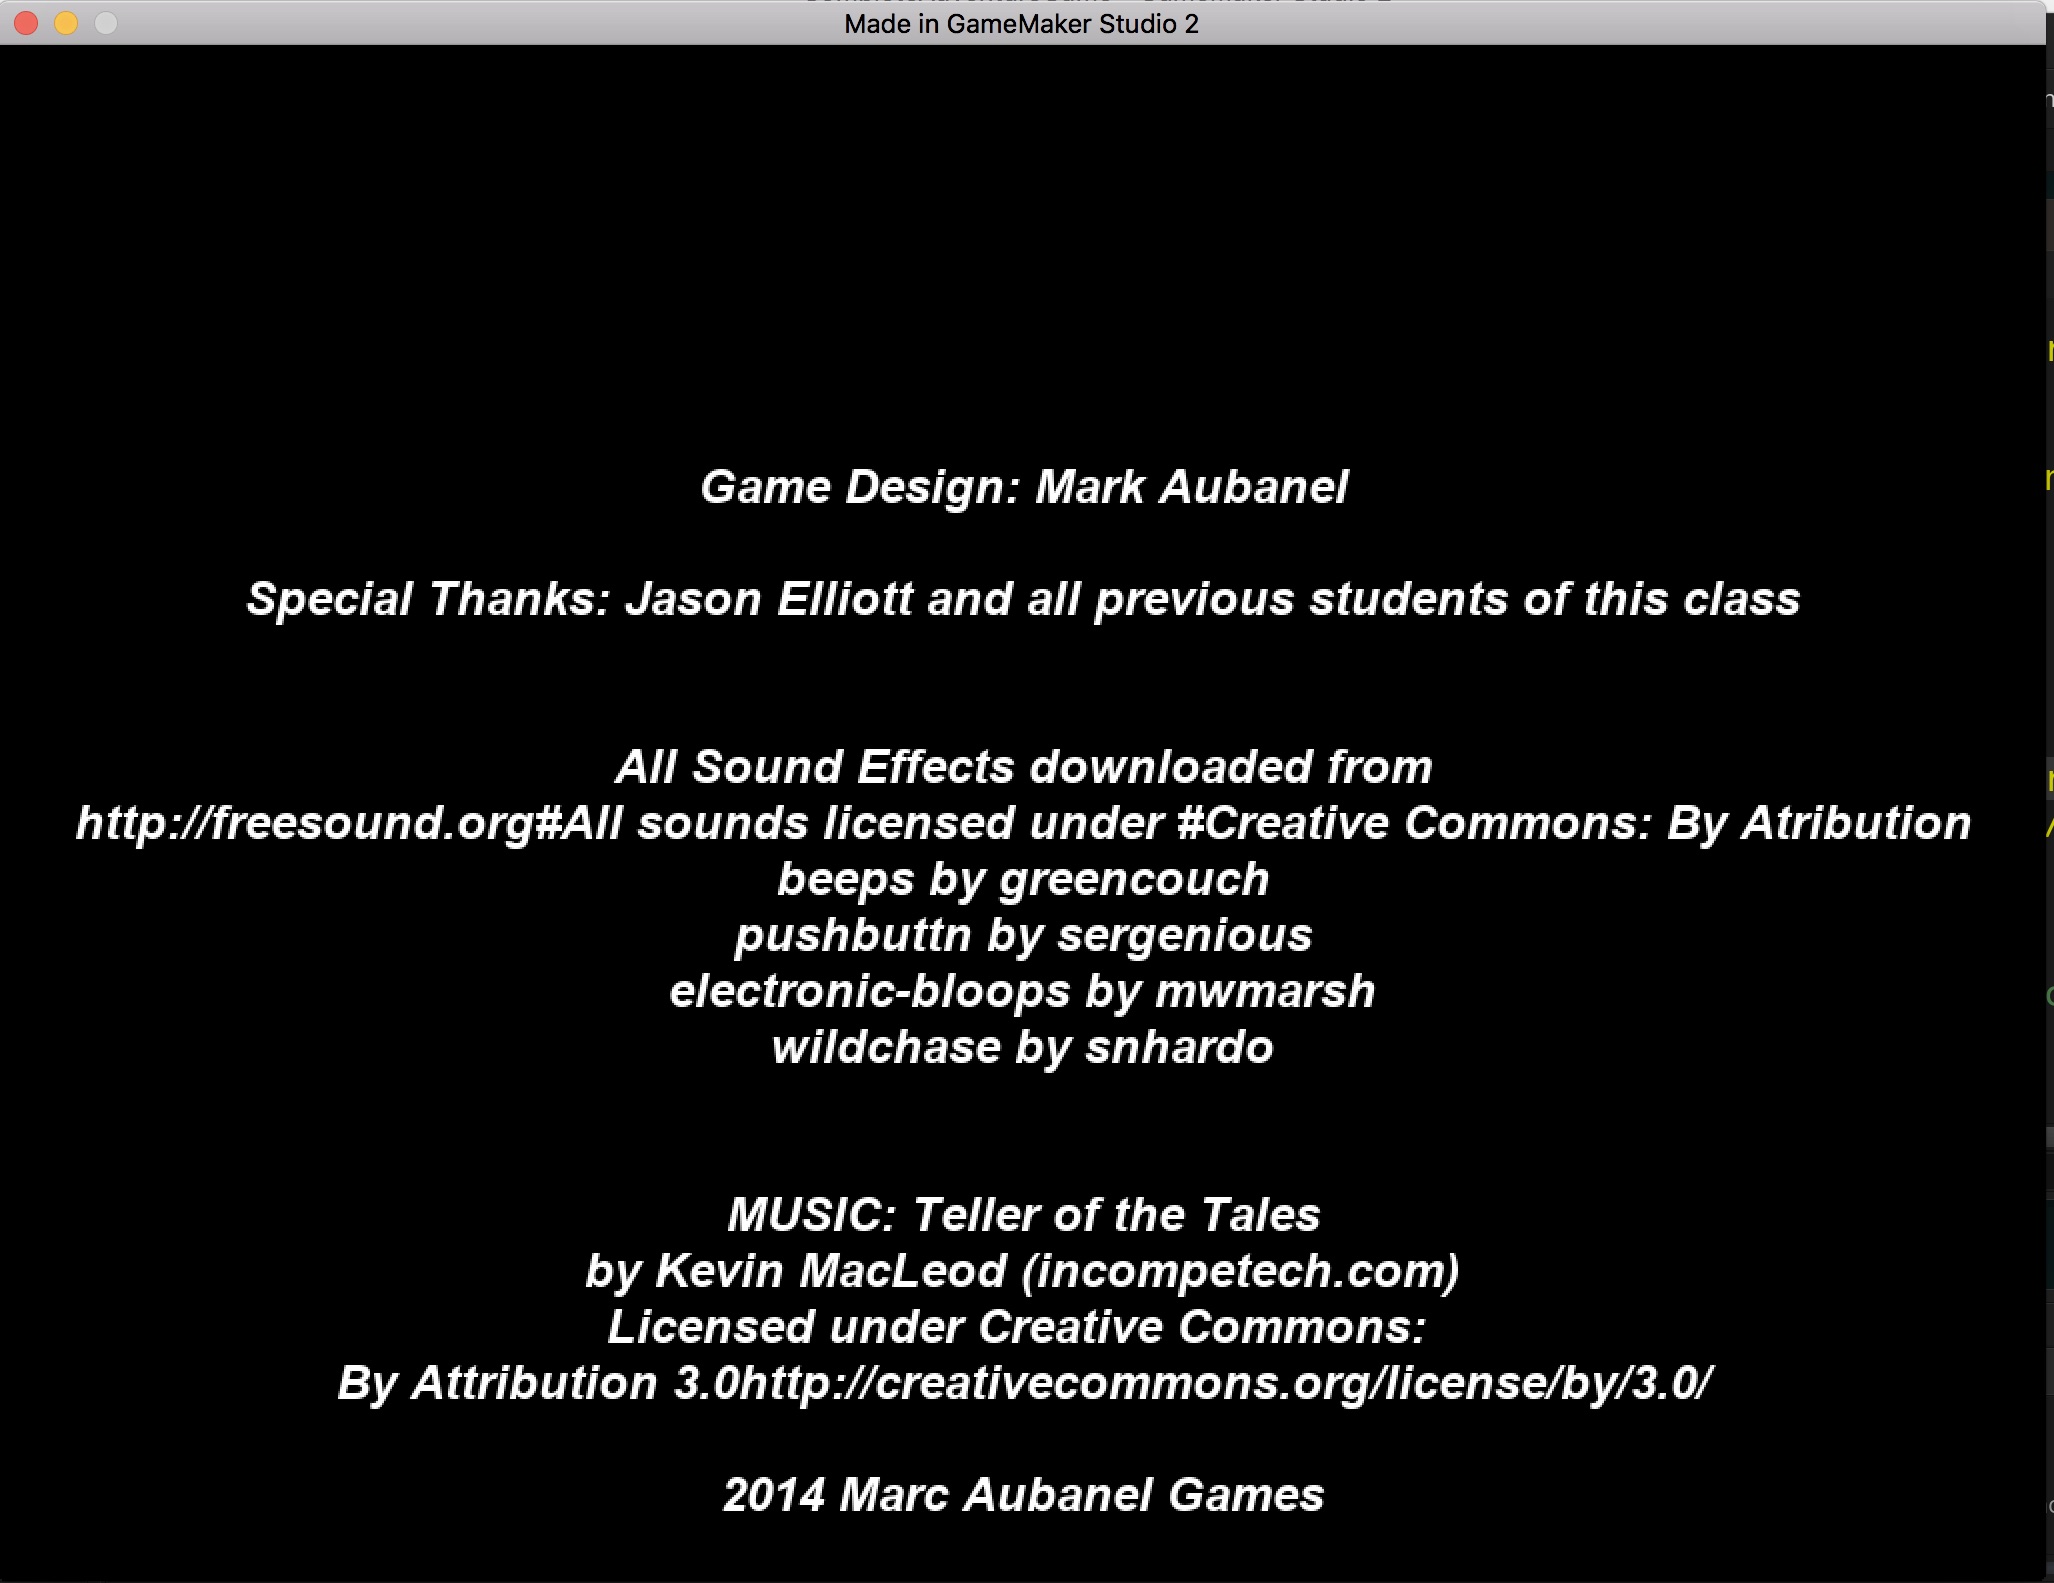 Made in GameMaker Studio 2
Game Design: Mark Aubanel
Special Thanks: Jason Elliott and all previous students of this class
All Sound Effects downloaded from
http://freesound.org#All sounds licensed under #Creative Commons: By Atribution
beeps by greencouch
pushbuttn by sergenious
electronic-bloops by mwmarsh
wildchase by snhardo
MUSIC: Teller of the Tales
by Kevin MacLeod (incompetech.com)
Licensed under Creative Commons:
By Attribution 3.0http://creativecommons.org/license/by/3.0/
2014 Marc Aubanel Games